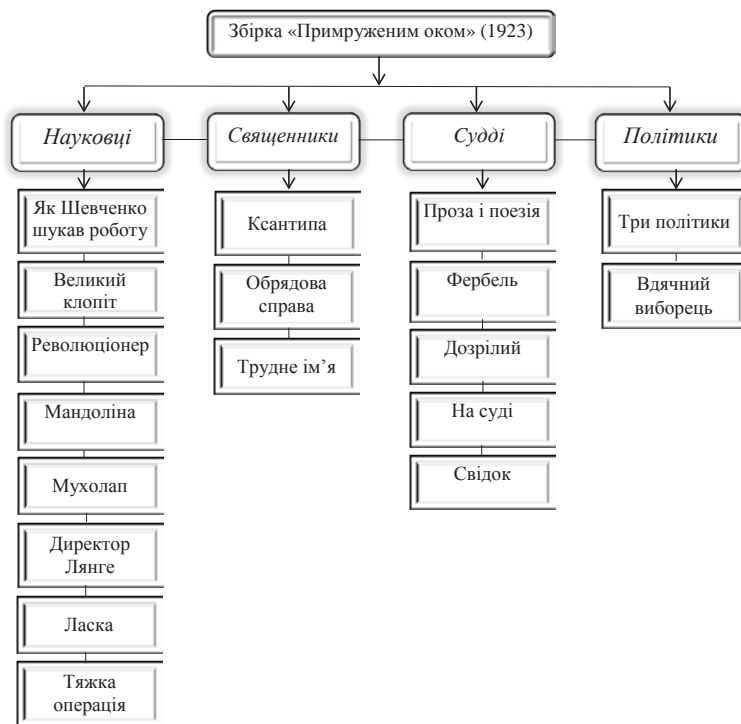 Збірка «Примруженим оком» (1923)
Науковці
Священники
Судді
Політики
Як Шевченко
шукав роботу
Великий
клопіт
Революціонер
Мандоліна
Мухолап
Директор
Лянге
Ласка
Тяжка
операція
Ксантипа
Обрядова
справа
Трудне ім’я
Проза і поезія
Фербель
Дозрілий
На суді
Свідок
Три політики
Вдячний
виборець